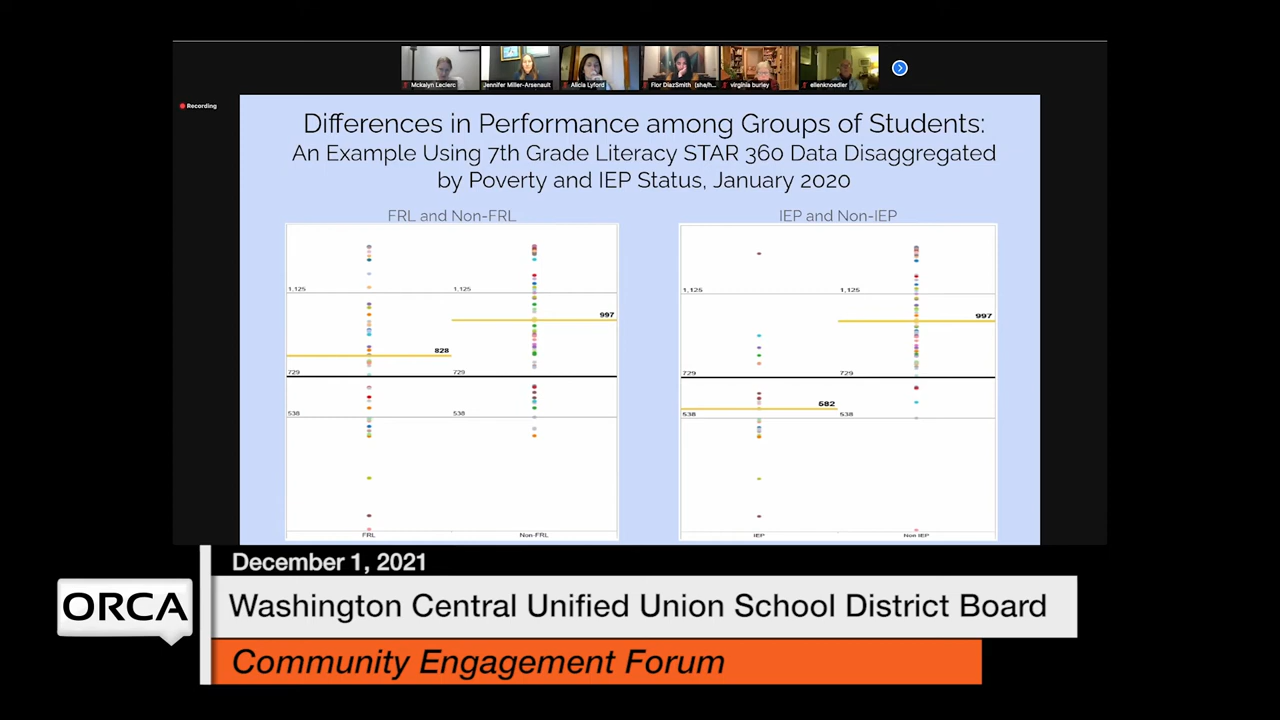 Mckalyn Leclerc
Jennifer Miller-Arsenault
Alicia Lyford
Flor DiazSmith (she/h...
virginia burley
ellenknoedler
Recording
Differences in Performance among Groups of Students:
An Example Using 7th Grade Literacy STAR 360 Data Disaggregated
by Poverty and IEP Status, January 2020
FRL and Non-FRL
1,125
1,125
997
828
729
729
538
538
FRL
Non-FRL
IEP and Non-IEP
1,125
1,125
997
729
729
582
538
538
IEP
Non IEP
December 1, 2021
ORCA
Washington Central Unified Union School District Board
Community Engagement Forum